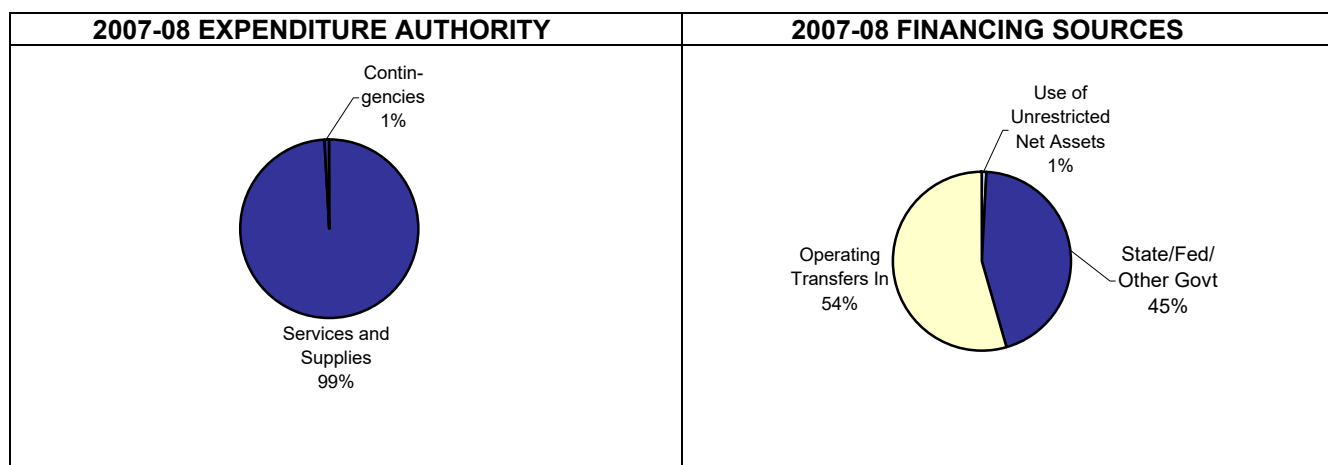 2007-08 EXPENDITURE AUTHORITY
Contin-
gencies
1%
Services and
Supplies
99%
2007-08 FINANCING SOURCES
Use of
Unrestricted
Net Assets
1%
Operating
Transfers In
54%
State/Fed/
Other Govt
45%